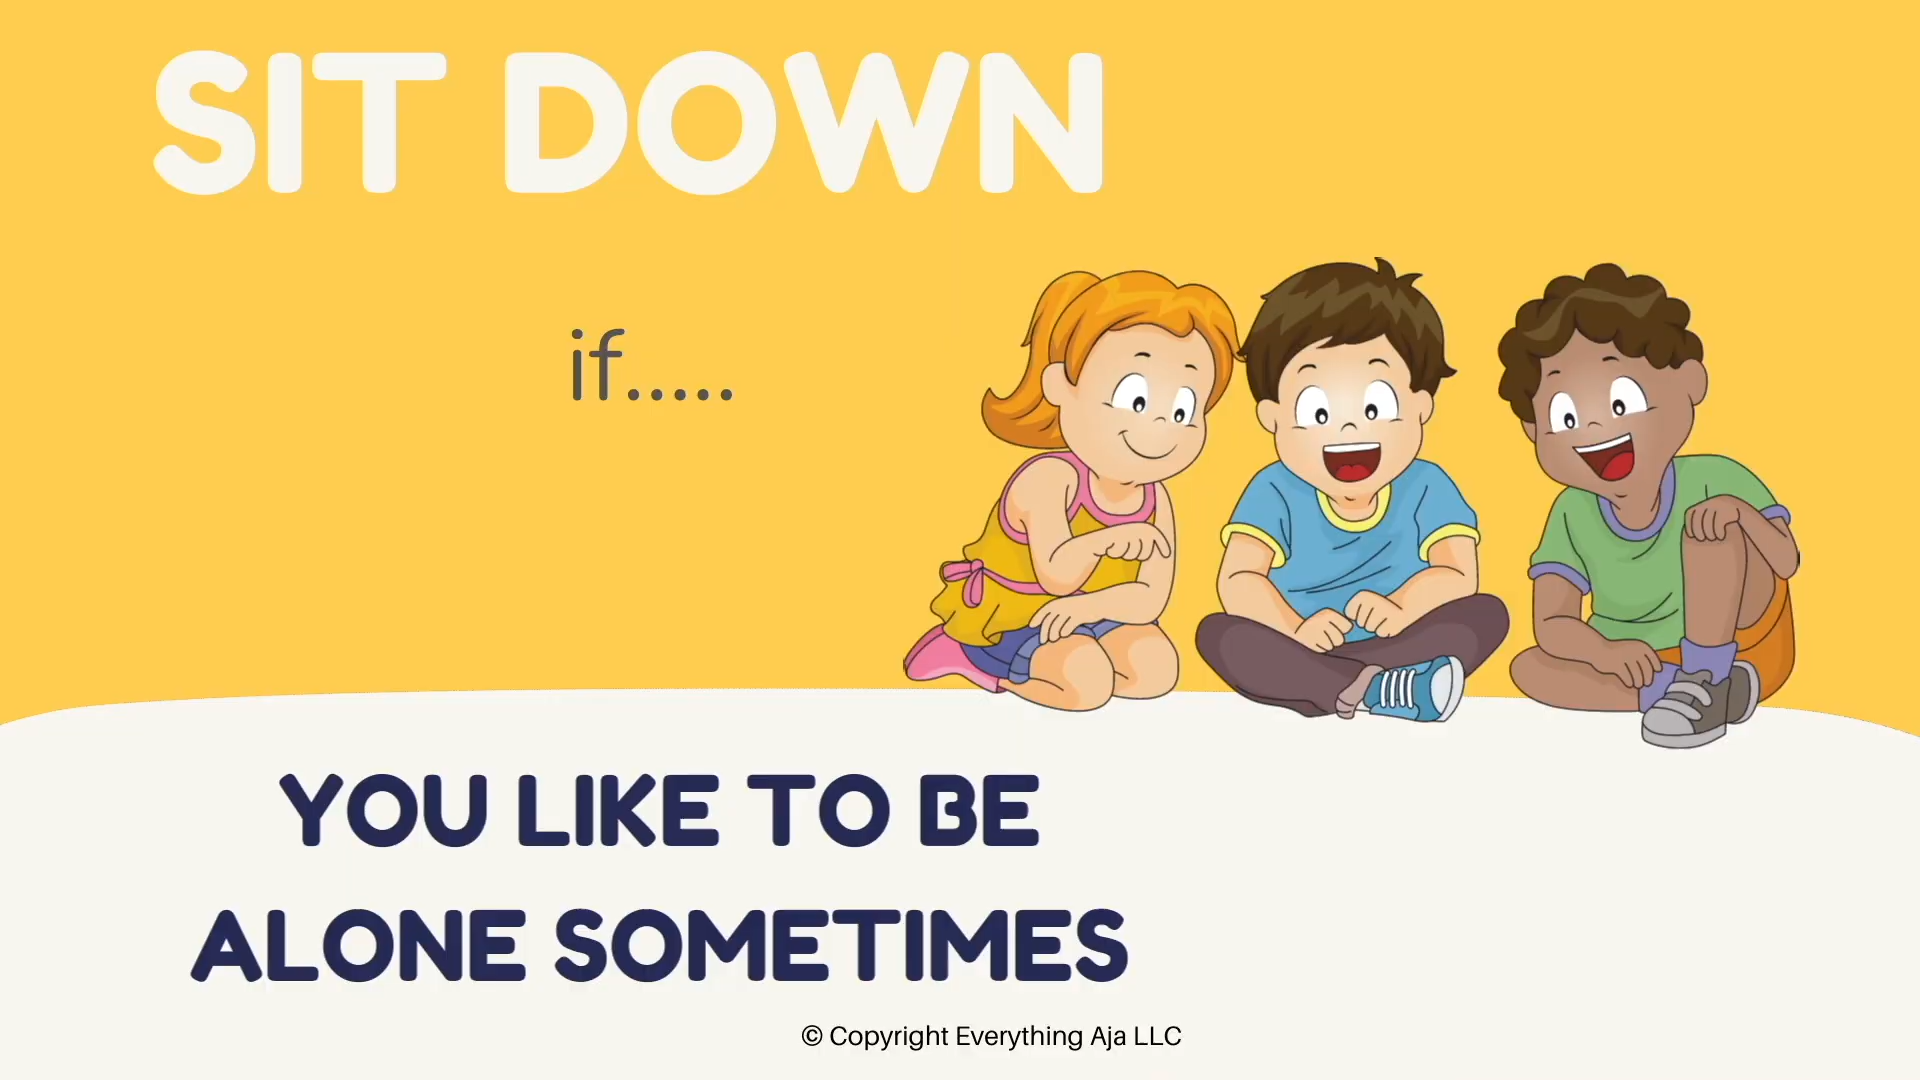 SIT DOWN
if.....
YOU LIKE TO BE
ALONE SOMETIMES
© Copyright Everything Aja LLC